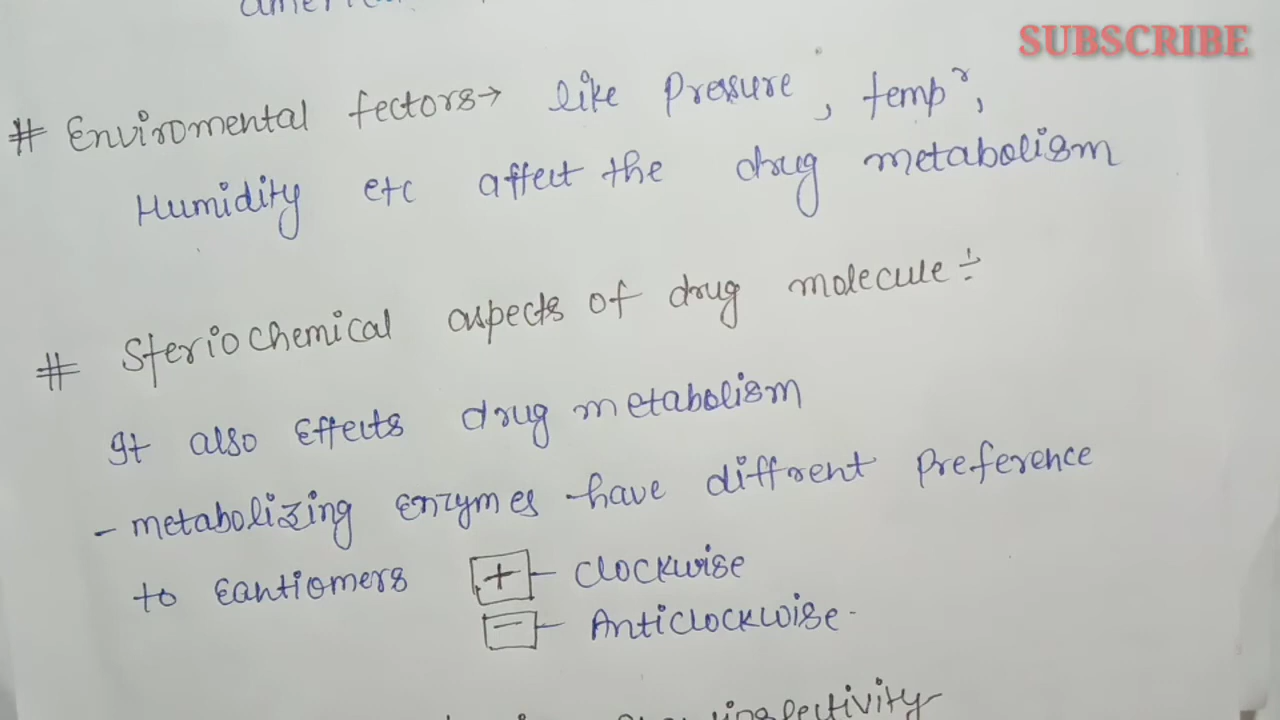 SUBSCRIBE
# Enviromental fectors→ like Pressure, tempr,
Humidity etc affect the drug metabolism
# Steriochemical aspects of drug molecule÷
It also effects drug metabolism
- metabolizing enzymes have diffrent Preference
to eantiomers + - Clockwise
- - Anticlockwise